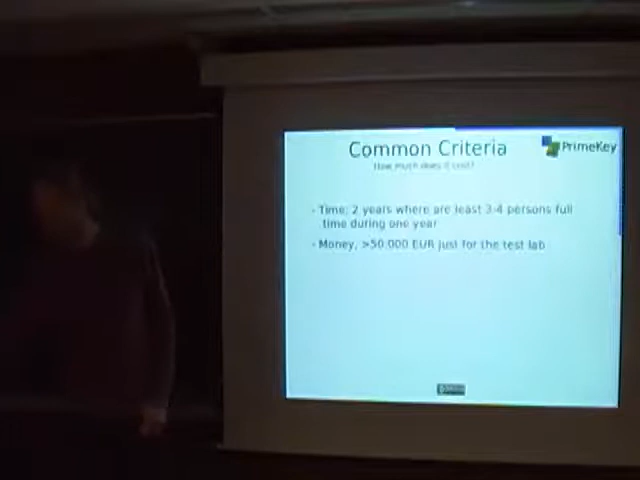 Common Criteria
How much does it cost?
PrimeKey
- Time: 2 years where are least 3-4 persons full
time during one year
- Money, >50.000 EUR just for the test lab